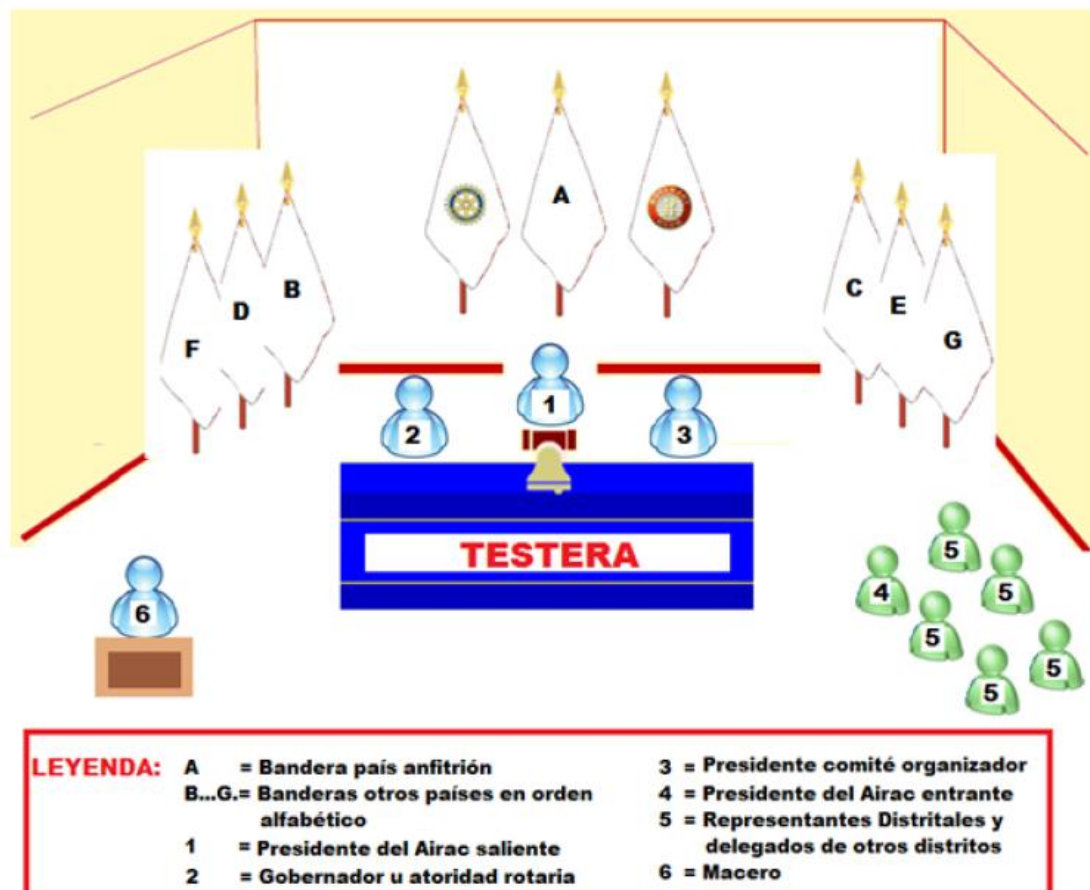 A
B
C
D
E
F
G
1
2
3
TESTERA
5
4
5
6
5
5
5
LEYENDA:
A = Bandera país anfitrión
B...G.= Banderas otros países en orden
alfabético
1 = Presidente del Airac saliente
2 = Gobernador u atoridad rotaria
3 = Presidente comité organizador
4 = Presidente del Airac entrante
5 = Representantes Distritales y
delegados de otros distritos
6 = Macero